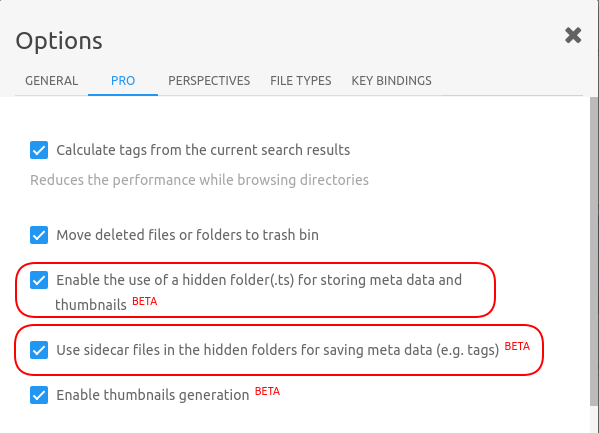 Options
GENERAL PRO PERSPECTIVES FILE TYPES KEY BINDINGS
Calculate tags from the current search results
Reduces the performance while browsing directories
Move deleted files or folders to trash bin
Enable the use of a hidden folder(.ts) for storing meta data and
thumbnails BETA
Use sidecar files in the hidden folders for saving meta data (e.g. tags) BETA
Enable thumbnails generation BETA